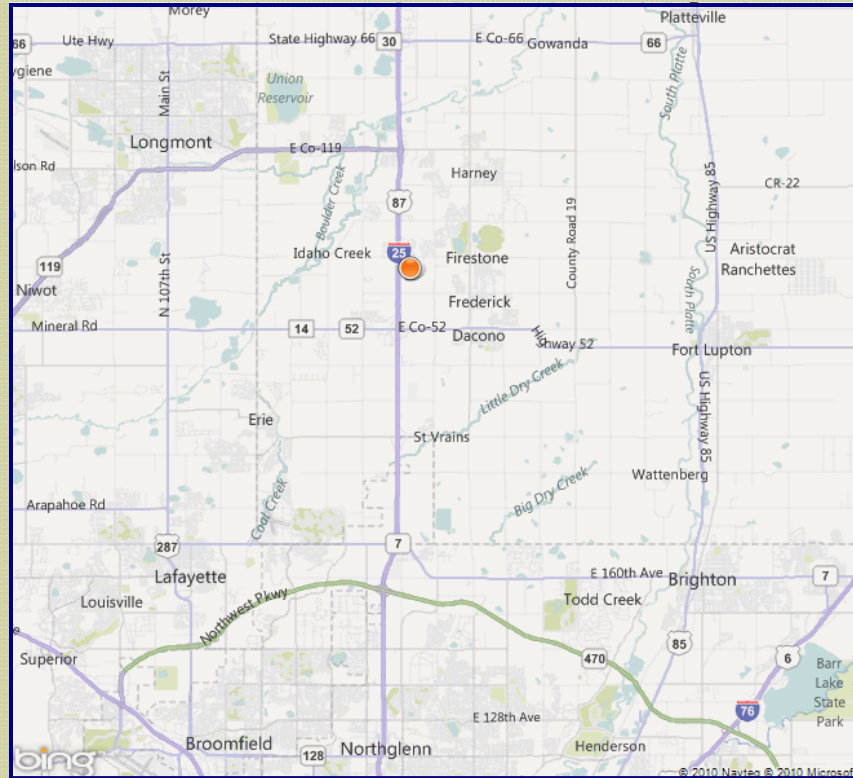 Morey
Platteville
66
Ute Hwy
State Highway 66
30
E Co-66
Gowanda
66
ygiene
Main St
Union
Reservoir
South Platte
Longmont
E Co-119
lson Rd
Harney
US Highway 85
CR-22
Boulder Creek
87
County Road 19
Idaho Creek
25
Firestone
Aristocrat
Ranchettes
119
Niwot
N 107th St
Frederick
South Platte
Mineral Rd
14
52
E Co-52
Dacono
Highway 52
Fort Lupton
Little Dry Creek
US Highway 85
Erie
St Vrains
Wattenberg
Big Dry Creek
Arapahoe Rd
Coal Creek
287
7
Lafayette
E 160th Ave
Brighton
7
Louisville
Northwest Pkwy
Todd Creek
e
Superior
470
85
6
Barr
Lake
State
Park
76
E 128th Ave
Broomfield
128
Northglenn
Henderson
bing
© 2010 Navteq © 2010 Microsof